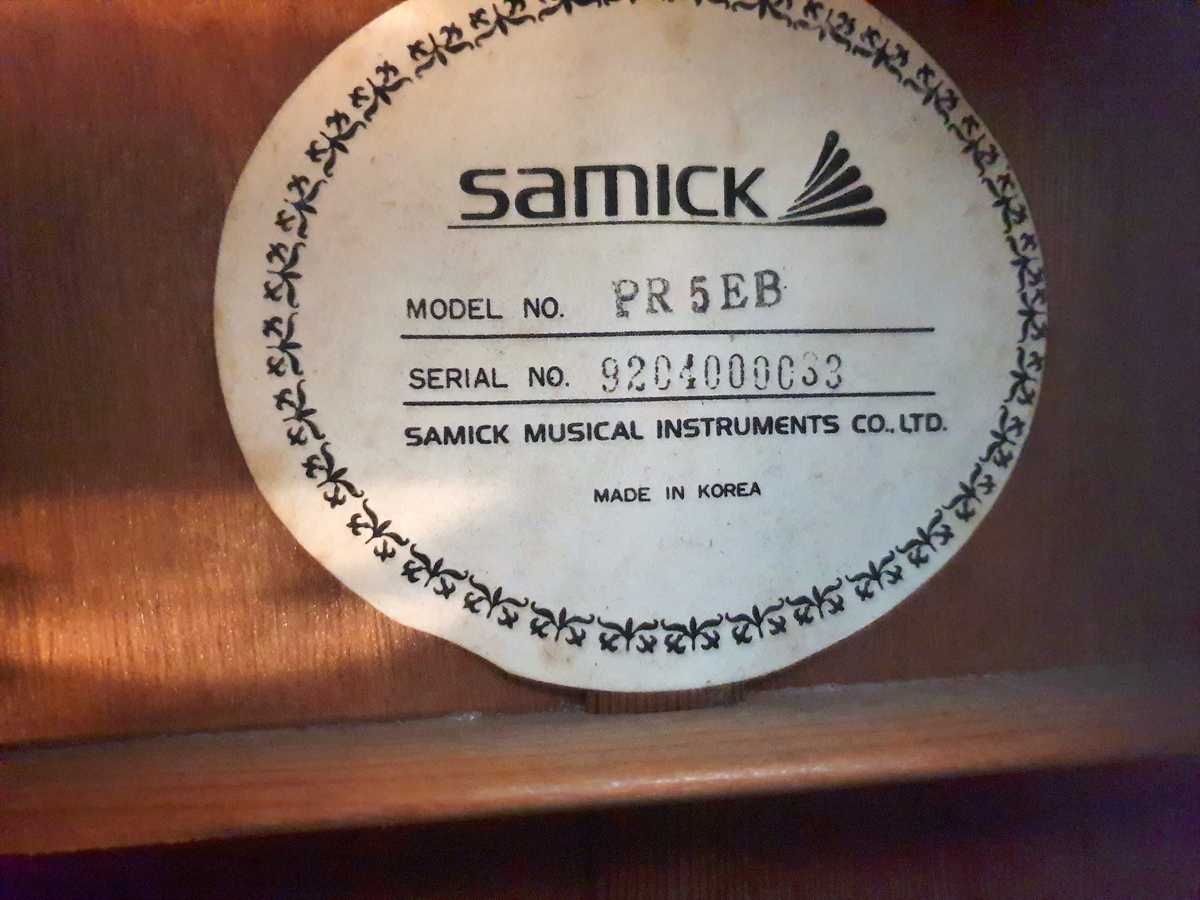 SAMICK
MODEL NO. PR5EB
SERIAL NO. 9204000033
SAMICK MUSICAL INSTRUMENTS CO., LTD.
MADE IN KOREA